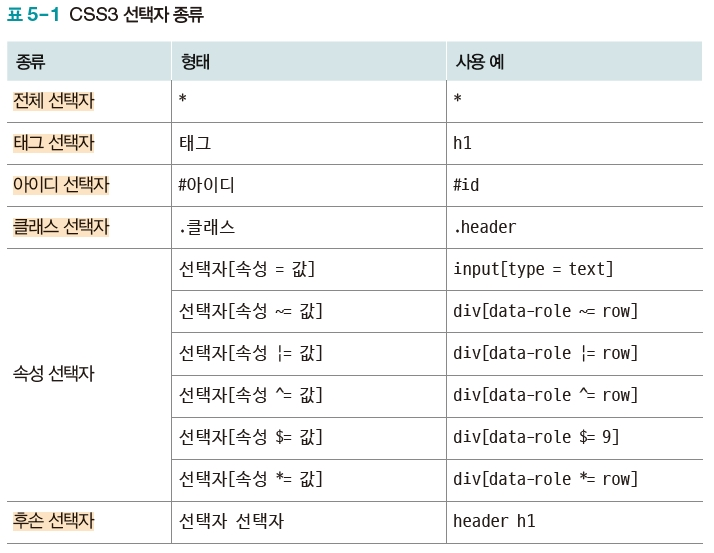 표 5-1 CSS3 선택자 종류
종류 형태 사용 예
전체 선택자 * *
태그 선택자 태그 h1
아이디 선택자 #아이디 #id
클래스 선택자 .클래스 .header
선택자[속성 = 값] input[type = text]
선택자[속성 ~= 값] div[data-role ~= row]
선택자[속성 ¦= 값] div[data-role ¦= row]
속성 선택자
선택자[속성 ^= 값] div[data-role ^= row]
선택자[속성 $= 값] div[data-role $= 9]
선택자[속성 *= 값] div[data-role *= row]
후손 선택자 선택자 선택자 header h1